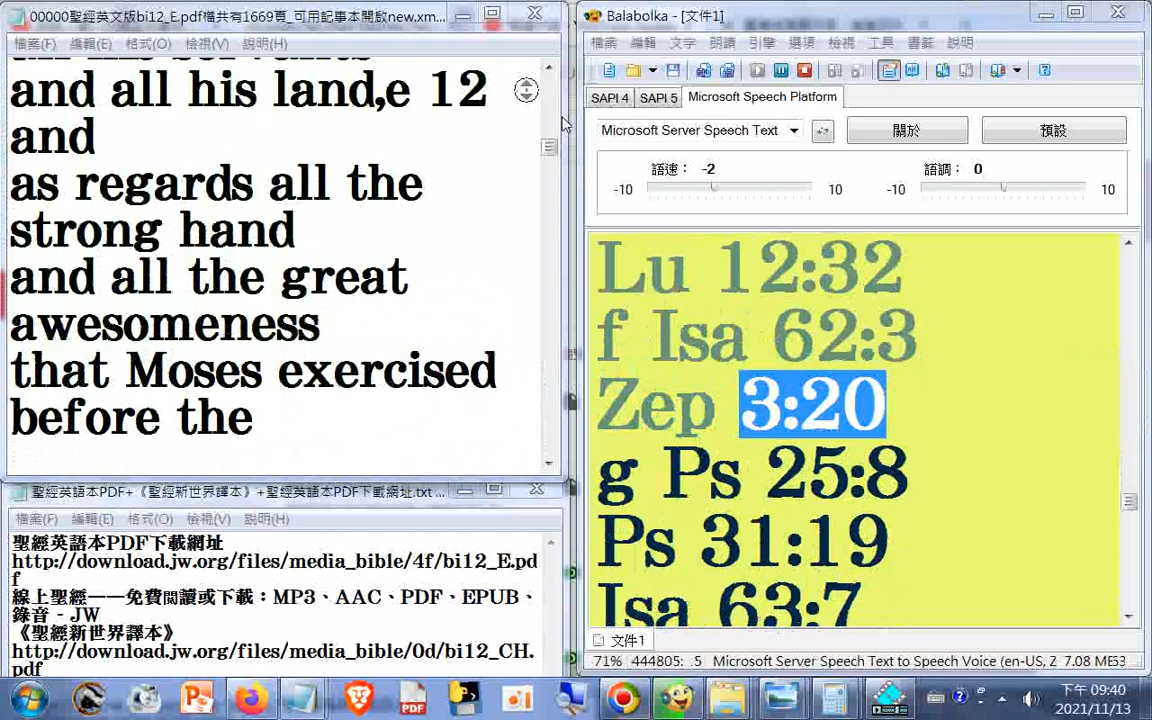 00000聖經英文版bi12_E.pdf檔共有1669頁_可用記事本開啟new.xm...
檔案(F) 編輯(E) 格式(O) 檢視(V) 說明(H)
and all his land,e 12
and
as regards all the
strong hand
and all the great
awesomeness
that Moses exercised
before the
聖經英語本PDF+《聖經新世界譯本》+聖經英語本PDF下載網址.txt ...
檔案(F) 編輯(E) 格式(O) 檢視(V) 說明(H)
聖經英語本PDF下載網址
http://download.jw.org/files/media_bible/4f/bi12_E.pd
f
線上聖經——免費閱讀或下載：MP3、AAC、PDF、EPUB、
錄音 - JW
《聖經新世界譯本》
http://download.jw.org/files/media_bible/0d/bi12_CH.
pdf
Balabolka - [文件1]
檔案 編輯 文字 朗讀 引擎 選項 檢視 工具 書籤 說明
SAPI 4 SAPI 5 Microsoft Speech Platform
Microsoft Server Speech Text 關於 預設
語速： -2 語調： 0
-10 10 -10 10
Lu 12:32
f Isa 62:3
Zep 3:20
g Ps 25:8
Ps 31:19
Isa 63:7
文件1
71% 444805: .5 Microsoft Server Speech Text to Speech Voice (en-US, Z 7.08 ME53
下午 09:40
2021/11/13